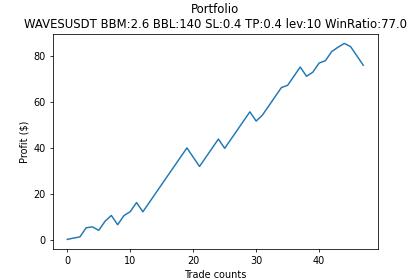 Portfolio
WAVESUSDT BBM:2.6 BBL:140 SL:0.4 TP:0.4 lev:10 WinRatio:77.0
80
60
40
20
0
Profit ($)
0 10 20 30 40
Trade counts